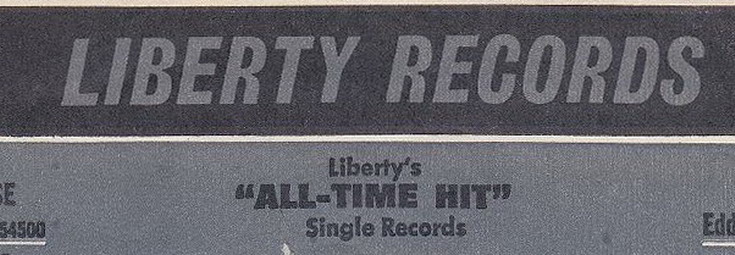 LIBERTY RECORDS
Liberty's
"ALL-TIME HIT"
Single Records
54500